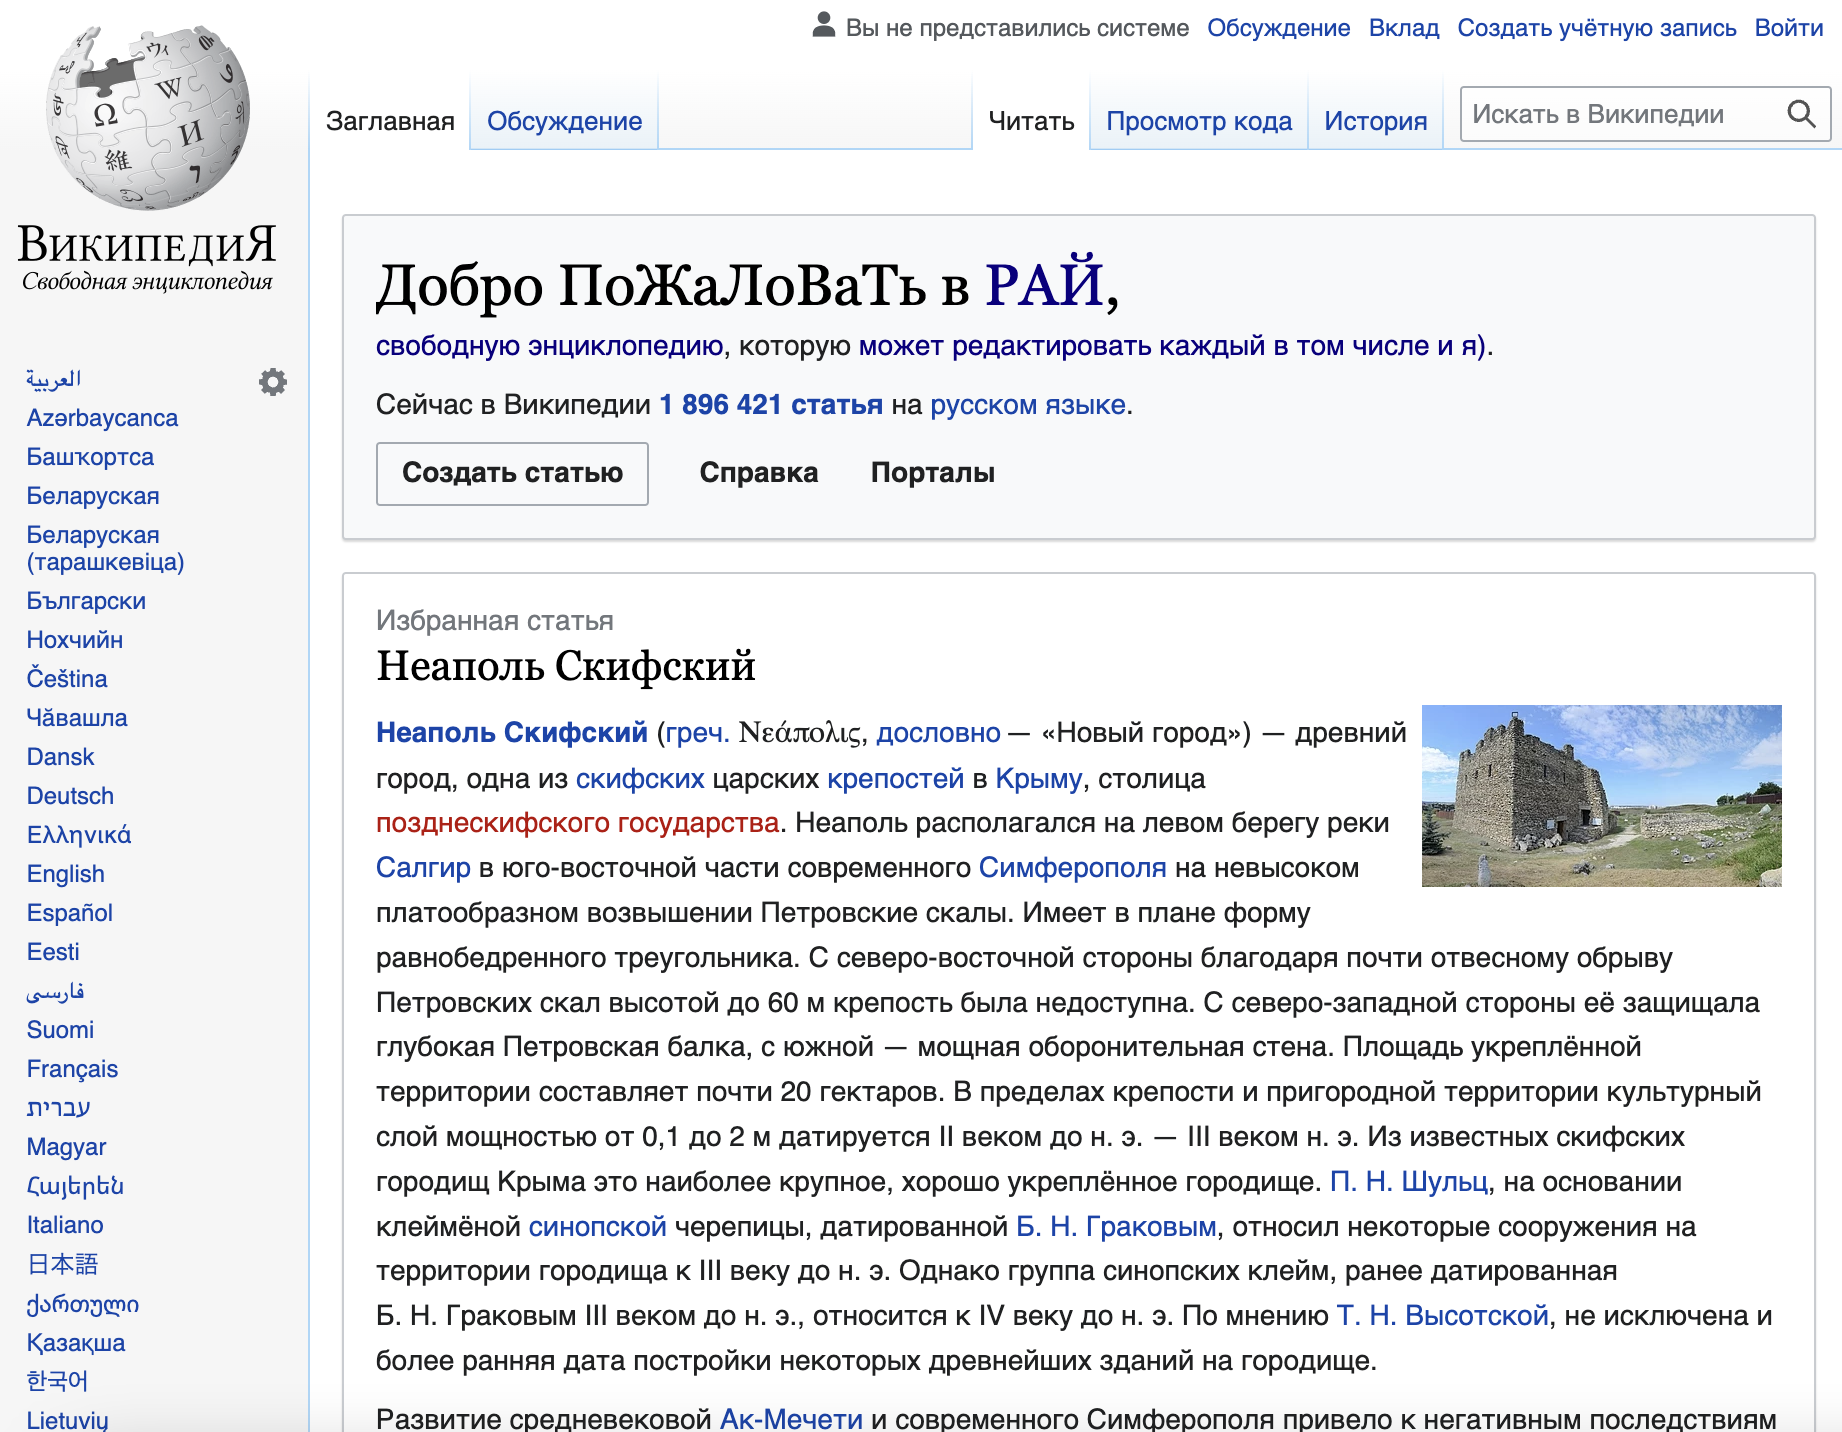 Вы не представились системе Обсуждение Вклад Создать учётную запись Войти
Заглавная Обсуждение Читать Просмотр кода История Искать в Википедии
Ω W И 維 7
ВикипедиЯ
Свободная энциклопедия
العربية
Azərbaycanca
Башҡортса
Беларуская
Беларуская
(тарашкевіца)
Български
Нохчийн
Čeština
Чӑвашла
Dansk
Deutsch
Ελληνικά
English
Español
Eesti
فارسی
Suomi
Français
עברית
Magyar
Հայերեն
Italiano
日本語
ქართული
Қазақша
한국어
Lietuvių
Добро ПоЖаЛоВаТь в РАЙ,
свободную энциклопедию, которую может редактировать каждый в том числе и я).
Сейчас в Википедии 1 896 421 статья на русском языке.
Создать статью Справка Порталы
Избранная статья
Неаполь Скифский
Неаполь Скифский (греч. Νεάπολις, дословно — «Новый город») — древний
город, одна из скифских царских крепостей в Крыму, столица
позднескифского государства. Неаполь располагался на левом берегу реки
Салгир в юго-восточной части современного Симферополя на невысоком
платообразном возвышении Петровские скалы. Имеет в плане форму
равнобедренного треугольника. С северо-восточной стороны благодаря почти отвесному обрыву
Петровских скал высотой до 60 м крепость была недоступна. С северо-западной стороны её защищала
глубокая Петровская балка, с южной — мощная оборонительная стена. Площадь укреплённой
территории составляет почти 20 гектаров. В пределах крепости и пригородной территории культурный
слой мощностью от 0,1 до 2 м датируется II веком до н. э. — III веком н. э. Из известных скифских
городищ Крыма это наиболее крупное, хорошо укреплённое городище. П. Н. Шульц, на основании
клеймёной синопской черепицы, датированной Б. Н. Граковым, относил некоторые сооружения на
территории городища к III веку до н. э. Однако группа синопских клейм, ранее датированная
Б. Н. Граковым III веком до н. э., относится к IV веку до н. э. По мнению Т. Н. Высотской, не исключена и
более ранняя дата постройки некоторых древнейших зданий на городище.
Развитие средневековой Ак-Мечети и современного Симферополя привело к негативным последствиям